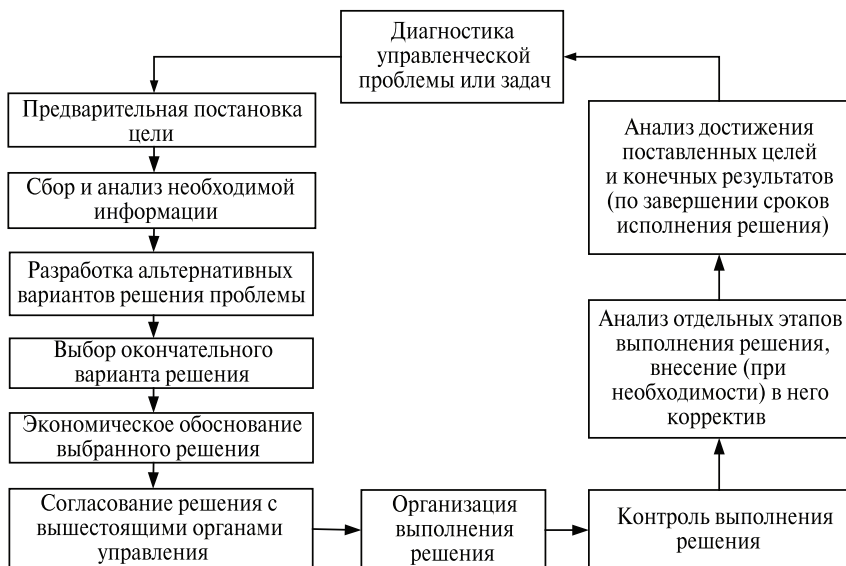 Диагностика
управленческой
проблемы или задач
Предварительная постановка
цели
Сбор и анализ необходимой
информации
Разработка альтернативных
вариантов решения проблемы
Выбор окончательного
варианта решения
Экономическое обоснование
выбранного решения
Согласование решения с
вышестоящими органами
управления
Организация
выполнения
решения
Контроль выполнения
решения
Анализ отдельных этапов
выполнения решения,
внесение (при
необходимости) в него
корректив
Анализ достижения
поставленных целей
и конечных результатов
(по завершении сроков
исполнения решения)